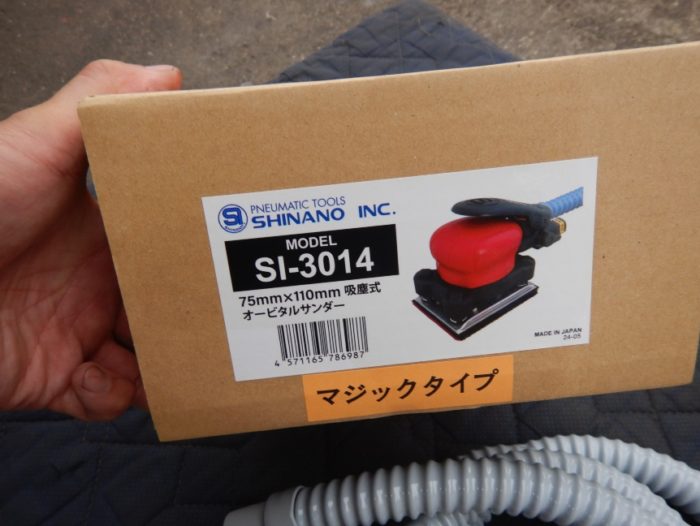 SI
SHINANO
PNEUMATIC TOOLS
SHINANO INC.
MODEL
SI-3014
75mm×110mm 吸塵式
オービタルサンダー
4 571165 786987
MADE IN JAPAN
24-05
マジックタイプ